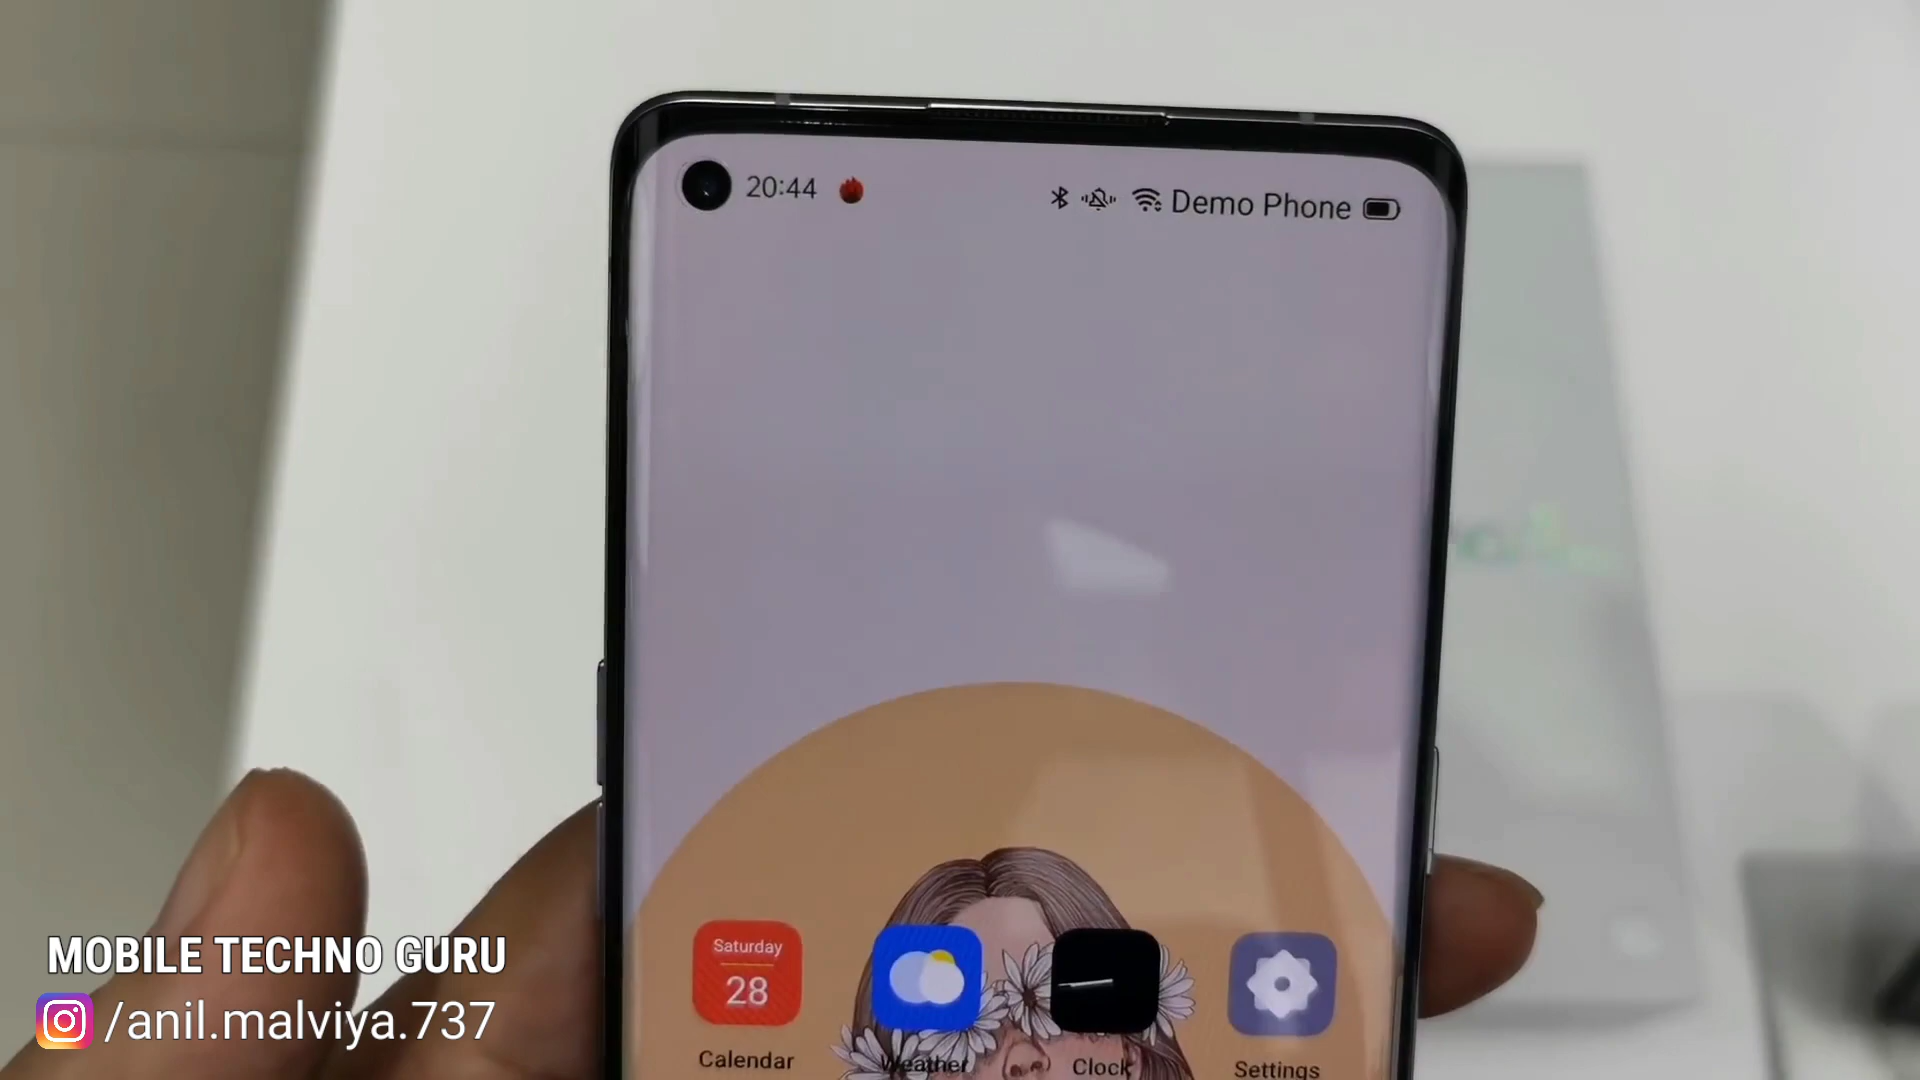 20:44 Demo Phone
Saturday
28
Calendar Weather Clock Settings
MOBILE TECHNO GURU
/anil.malviya.737